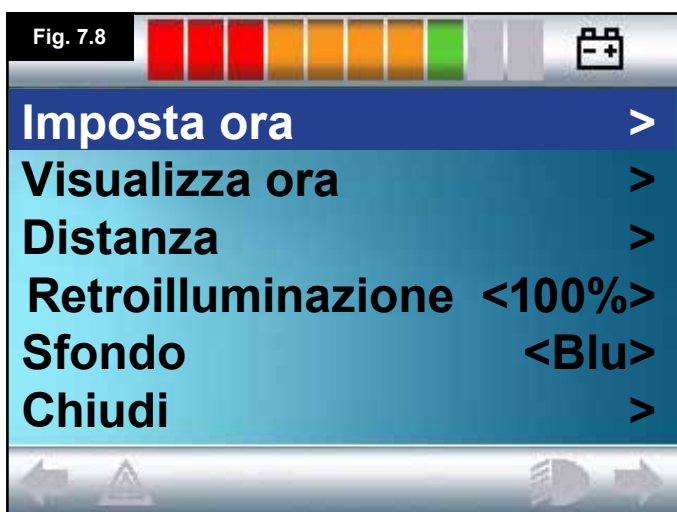 Fig. 7.8
Imposta ora >
Visualizza ora >
Distanza >
Retroilluminazione <100%>
Sfondo <Blu>
Chiudi >